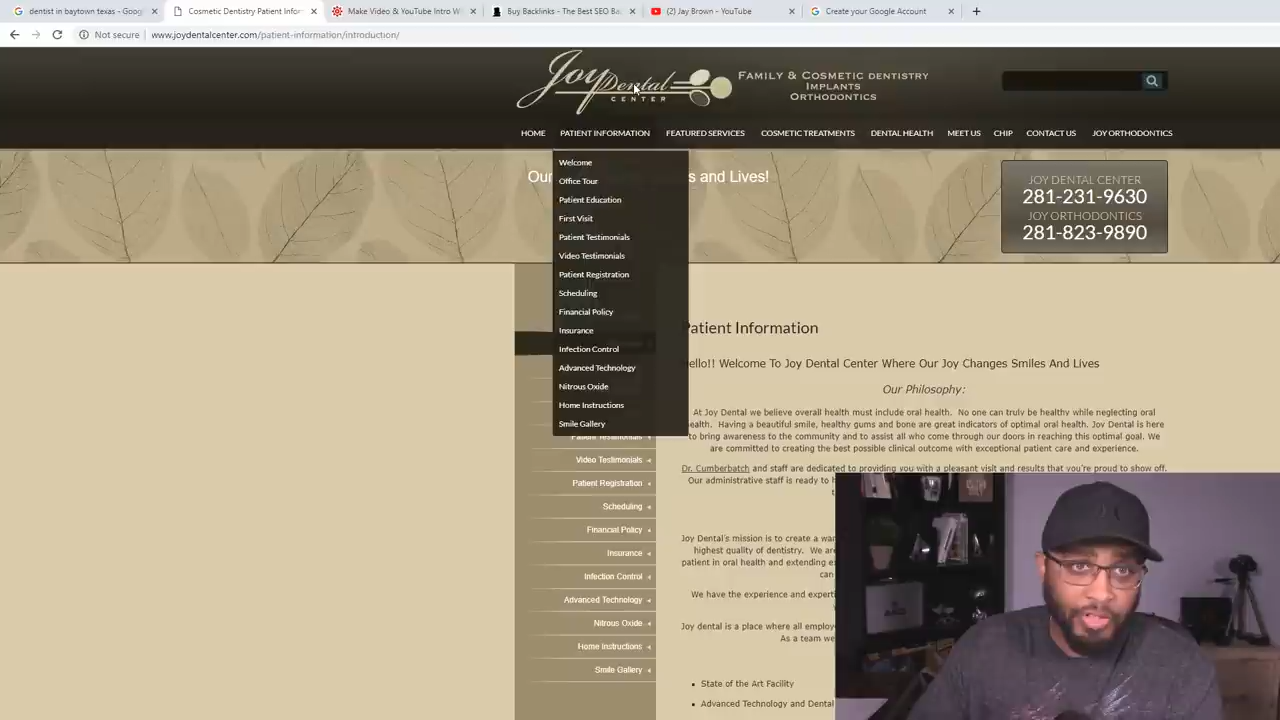 dentist in baytown texas - Goog
Cosmetic Dentistry Patient Infor
Make Video & YouTube Intro W
Buy Backlinks - The Best SEO Ba
(2) Jay Brown - YouTube
Create your Google Account
Not secure
www.joydentalcenter.com/patient-information/introduction/
Joy Dental
CENTER
FAMILY & COSMETIC DENTISTRY
IMPLANTS
ORTHODONTICS
HOME PATIENT INFORMATION FEATURED SERVICES COSMETIC TREATMENTS DENTAL HEALTH MEET US CHIP CONTACT US JOY ORTHODONTICS
Welcome
Office Tour
Patient Education
First Visit
Patient Testimonials
Video Testimonials
Patient Registration
Scheduling
Financial Policy
Insurance
Infection Control
Advanced Technology
Nitrous Oxide
Home Instructions
Smile Gallery
Our s and Lives!
JOY DENTAL CENTER
281-231-9630
JOY ORTHODONTICS
281-823-9890
Video Testimonials
Patient Registration
Scheduling
Financial Policy
Insurance
Infection Control
Advanced Technology
Nitrous Oxide
Home Instructions
Smile Gallery
Patient Information
Hello!! Welcome To Joy Dental Center Where Our Joy Changes Smiles And Lives
Our Philosophy:
At Joy Dental we believe overall health must include oral health. No one can truly be healthy while neglecting oral
health. Having a beautiful smile, healthy gums and bone are great indicators of optimal oral health. Joy Dental is here
to bring awareness to the community and to assist all who come through our doors in reaching this optimal goal. We
are committed to creating the best possible clinical outcome with exceptional patient care and experience.
Dr. Cumberbatch and staff are dedicated to providing you with a pleasant visit and results that you're proud to show off.
Our administrative staff is ready to
Joy Dental's mission is to create a
highest quality of dentistry. We are
patient in oral health and extending
can
We have the experience and
Joy dental is a place where all
As a team we
State of the Art Facility
Advanced Technology and Dental